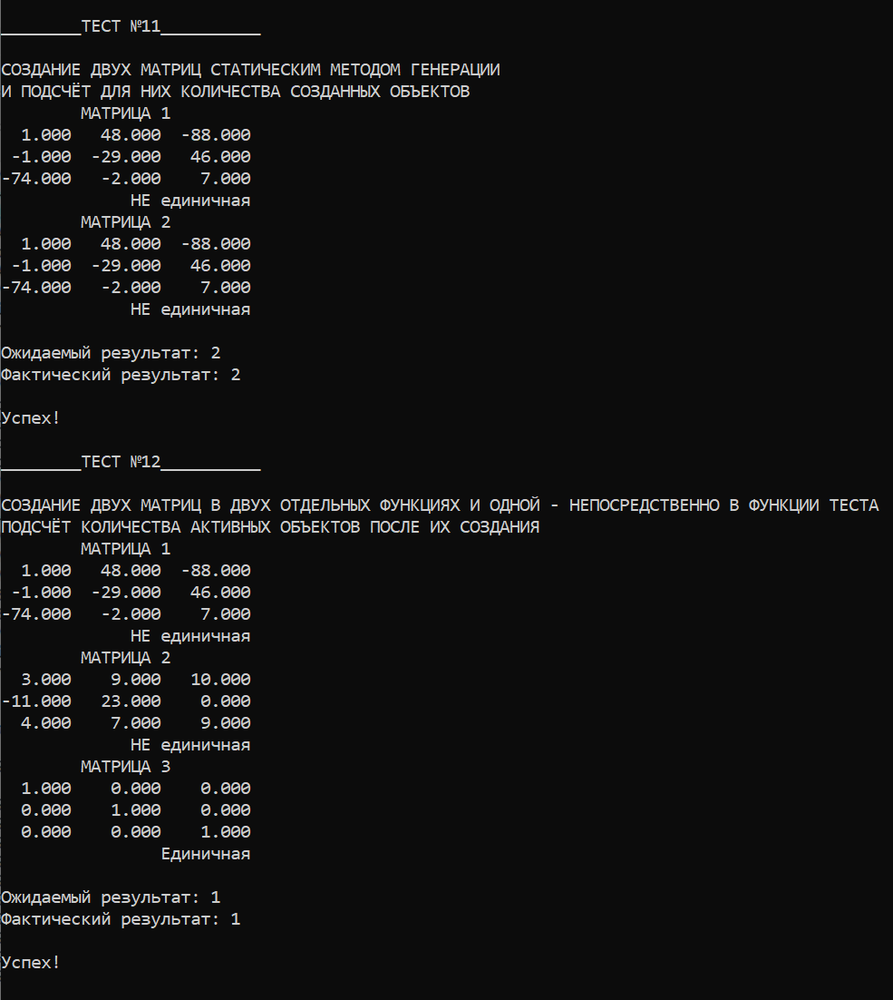 ________ТЕСТ №11__________
СОЗДАНИЕ ДВУХ МАТРИЦ СТАТИЧЕСКИМ МЕТОДОМ ГЕНЕРАЦИИ
И ПОДСЧЁТ ДЛЯ НИХ КОЛИЧЕСТВА СОЗДАННЫХ ОБЪЕКТОВ
        МАТРИЦА 1
  1.000   48.000  -88.000
 -1.000  -29.000   46.000
-74.000   -2.000    7.000
             НЕ единичная
        МАТРИЦА 2
  1.000   48.000  -88.000
 -1.000  -29.000   46.000
-74.000   -2.000    7.000
             НЕ единичная
Ожидаемый результат: 2
Фактический результат: 2
Успех!
________ТЕСТ №12__________
СОЗДАНИЕ ДВУХ МАТРИЦ В ДВУХ ОТДЕЛЬНЫХ ФУНКЦИЯХ И ОДНОЙ - НЕПОСРЕДСТВЕННО В ФУНКЦИИ ТЕСТА
ПОДСЧЁТ КОЛИЧЕСТВА АКТИВНЫХ ОБЪЕКТОВ ПОСЛЕ ИХ СОЗДАНИЯ
        МАТРИЦА 1
  1.000   48.000  -88.000
 -1.000  -29.000   46.000
-74.000   -2.000    7.000
             НЕ единичная
        МАТРИЦА 2
  3.000    9.000   10.000
-11.000   23.000    0.000
  4.000    7.000    9.000
             НЕ единичная
        МАТРИЦА 3
  1.000    0.000    0.000
  0.000    1.000    0.000
  0.000    0.000    1.000
                Единичная
Ожидаемый результат: 1
Фактический результат: 1
Успех!